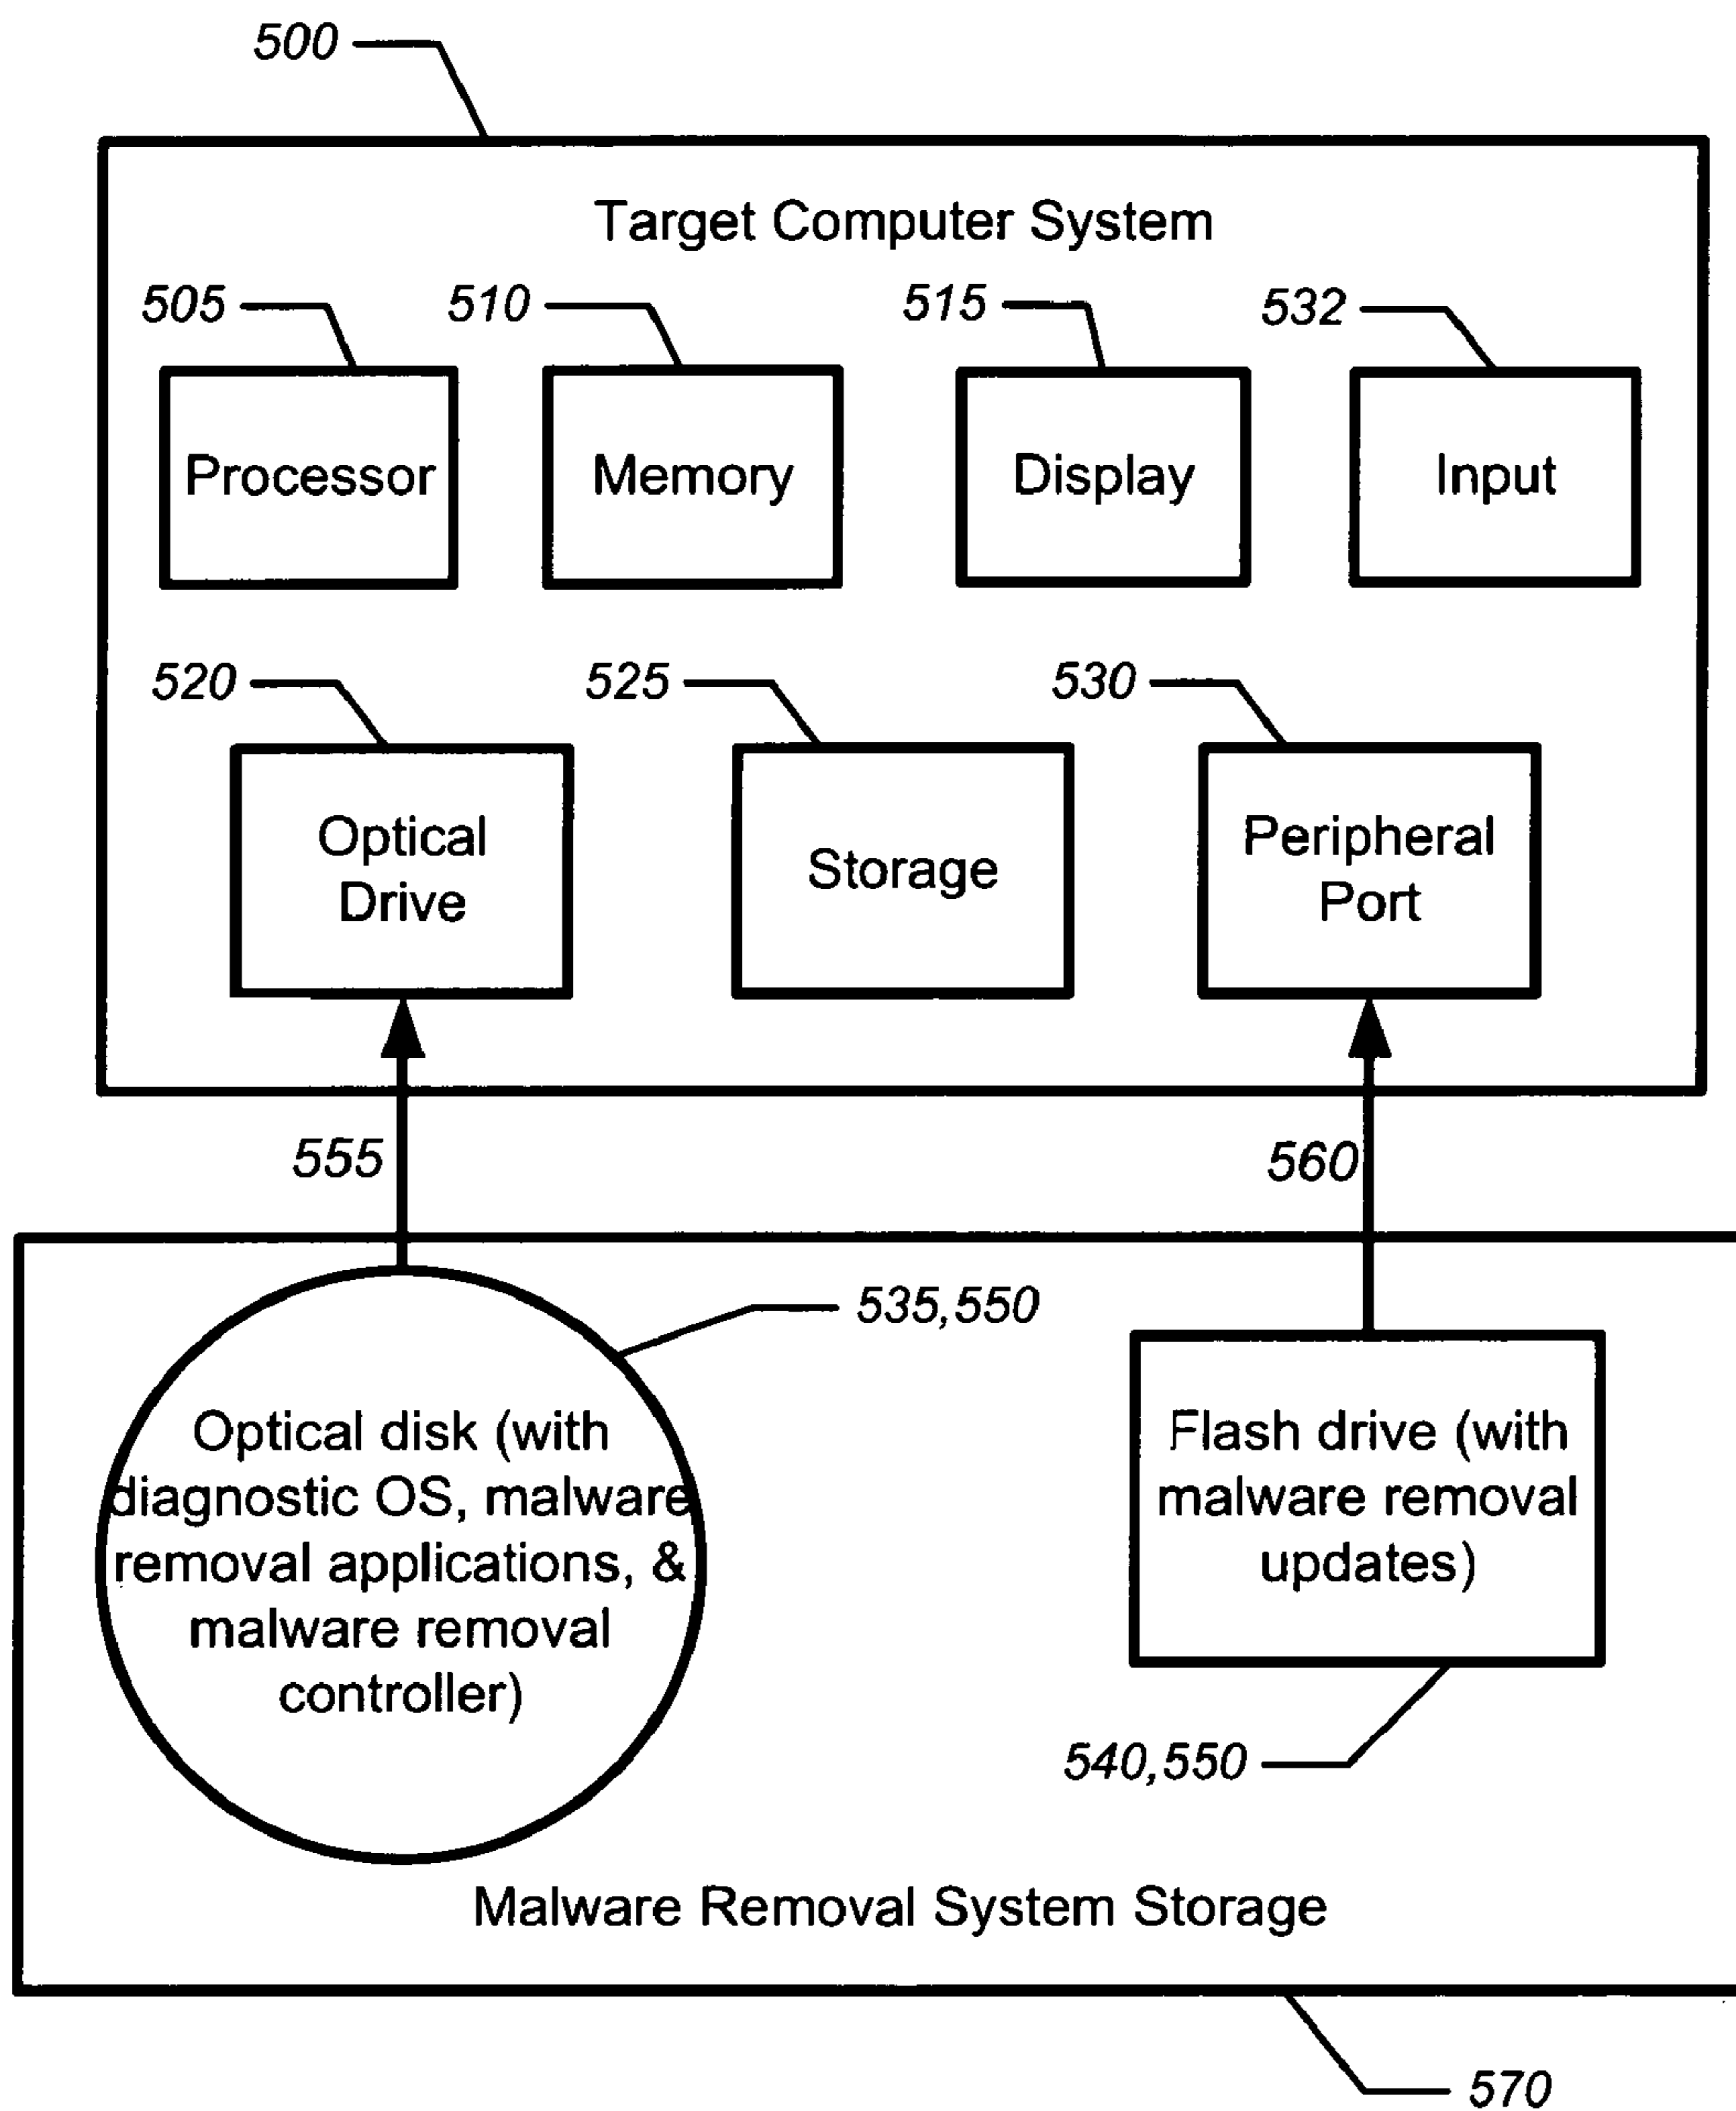 500
Target Computer System
505
510
515
532
Processor
Memory
Display
Input
520
525
530
Optical
Drive
Storage
Peripheral
Port
555
560
535,550
Optical disk (with
diagnostic OS, malware
removal applications, &
malware removal
controller)
Flash drive (with
malware removal
updates)
540,550
Malware Removal System Storage
570